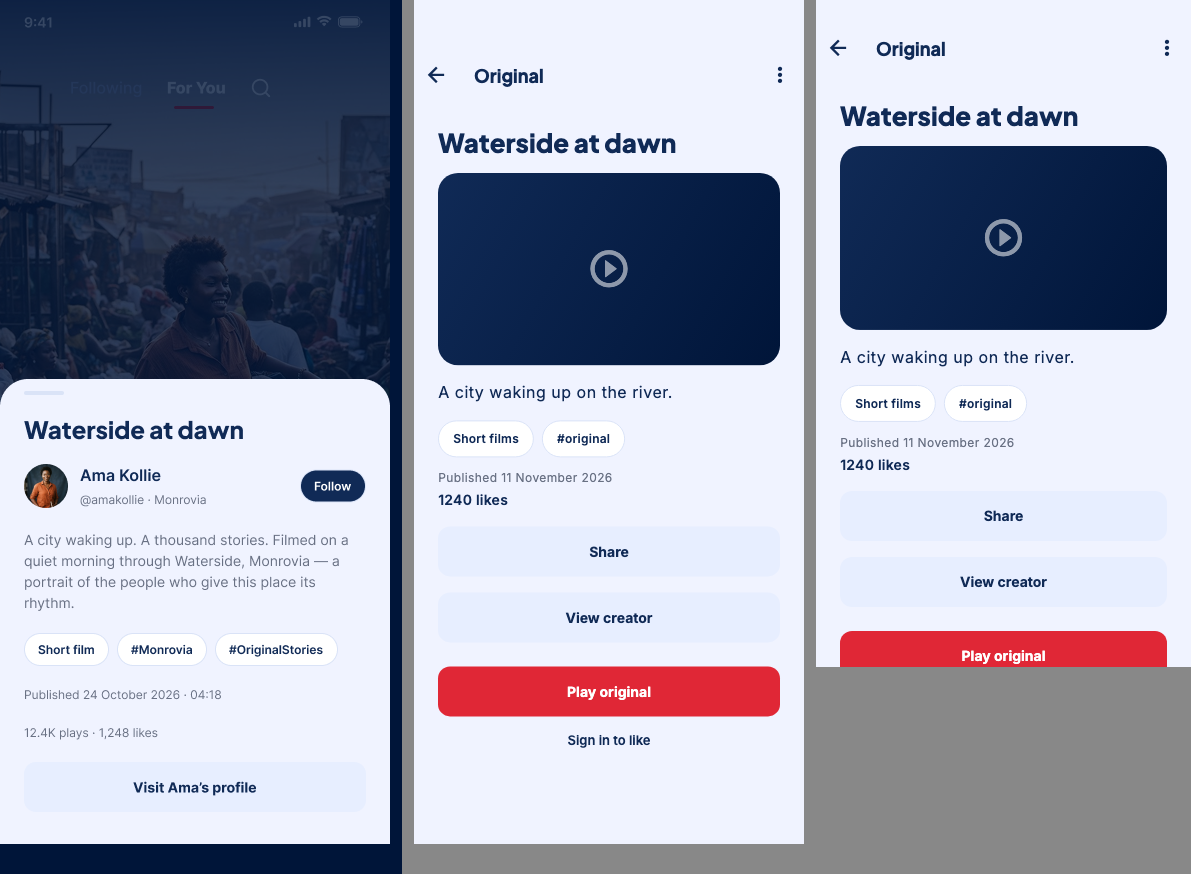 9:41
Following
For You
Waterside at dawn
Ama Kollie
@amakollie · Monrovia
Follow
A city waking up. A thousand stories. Filmed on a
quiet morning through Waterside, Monrovia — a
portrait of the people who give this place its
rhythm.
Short film
#Monrovia
#OriginalStories
Published 24 October 2026 · 04:18
12.4K plays · 1,248 likes
Visit Ama’s profile
Original
Waterside at dawn
A city waking up on the river.
Short films
#original
Published 11 November 2026
1240 likes
Share
View creator
Play original
Sign in to like
Original
Waterside at dawn
A city waking up on the river.
Short films
#original
Published 11 November 2026
1240 likes
Share
View creator
Play original